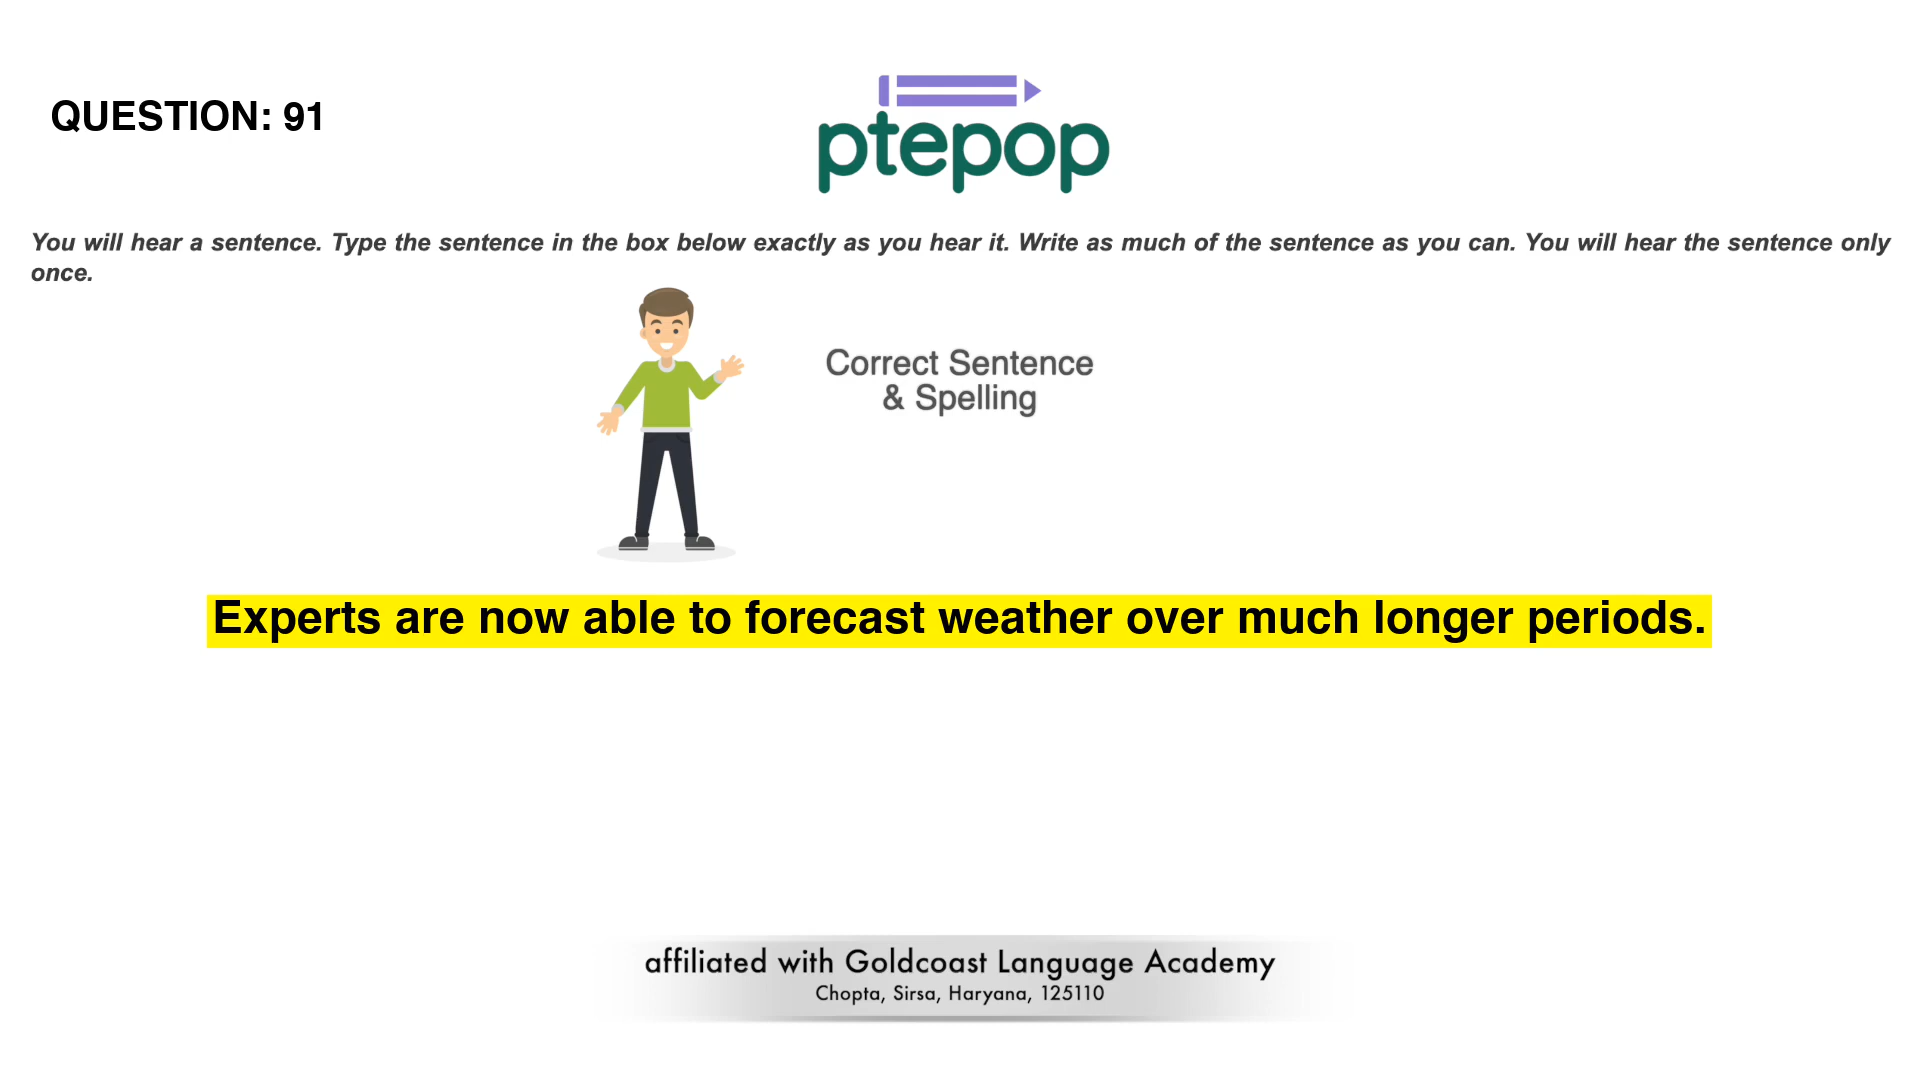 QUESTION: 91
ptepop
You will hear a sentence. Type the sentence in the box below exactly as you hear it. Write as much of the sentence as you can. You will hear the sentence only
once.
Correct Sentence
& Spelling
Experts are now able to forecast weather over much longer periods.
affiliated with Goldcoast Language Academy
Chopta, Sirsa, Haryana, 125110